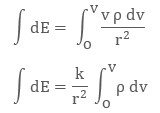 ∫ dE = ∫₀ⱽ v ρ dv / r²
∫ dE = k / r² ∫₀ⱽ ρ dv